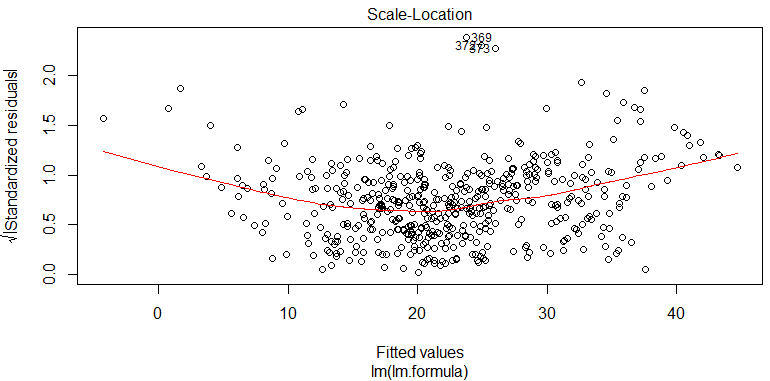 Scale-Location
369
372
373
√|Standardized residuals|
2.0
1.5
1.0
0.5
0.0
0 10 20 30 40
Fitted values
lm(lm.formula)